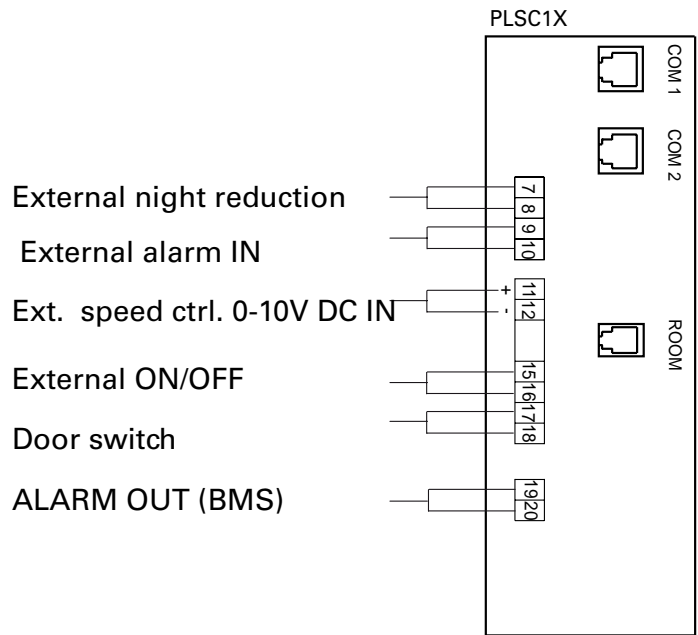 PLSC1X
COM 1
COM 2
External night reduction
7
8
External alarm IN
9
10
Ext. speed ctrl. 0-10V DC IN
+ 11
- 12
ROOM
External ON/OFF
15
16
Door switch
17
18
ALARM OUT (BMS)
19
20